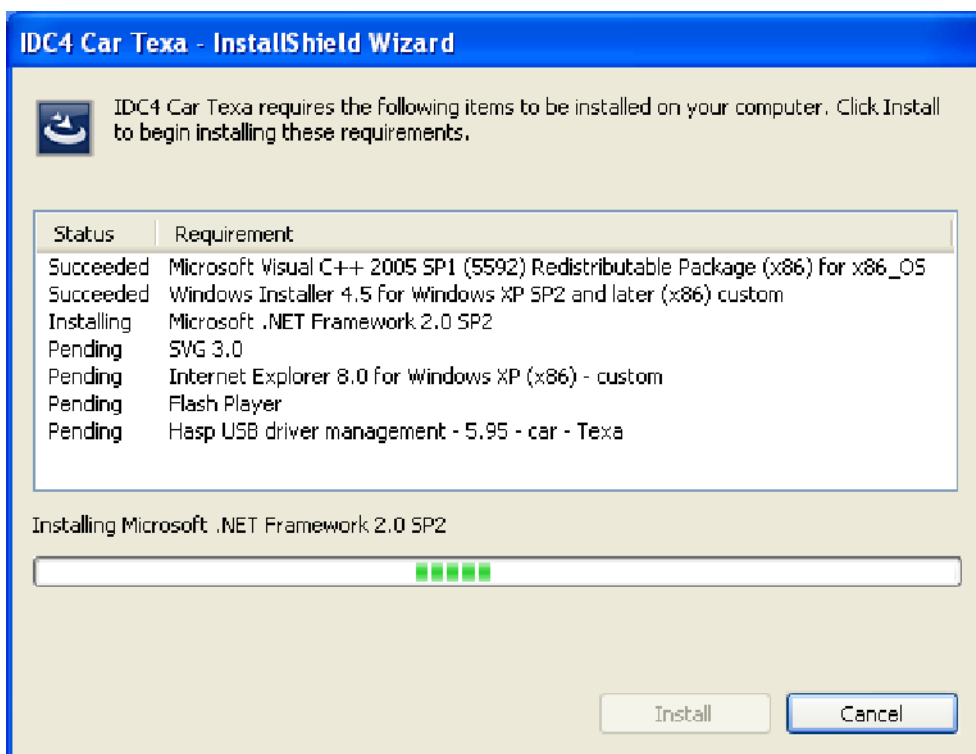 IDC4 Car Texa - InstallShield Wizard
IDC4 Car Texa requires the following items to be installed on your computer. Click Install
to begin installing these requirements.
Status Requirement
Succeeded Microsoft Visual C++ 2005 SP1 (5592) Redistributable Package (x86) for x86_OS
Succeeded Windows Installer 4.5 for Windows XP SP2 and later (x86) custom
Installing Microsoft .NET Framework 2.0 SP2
Pending SVG 3.0
Pending Internet Explorer 8.0 for Windows XP (x86) - custom
Pending Flash Player
Pending Hasp USB driver management - 5.95 - car - Texa
Installing Microsoft .NET Framework 2.0 SP2
Install Cancel